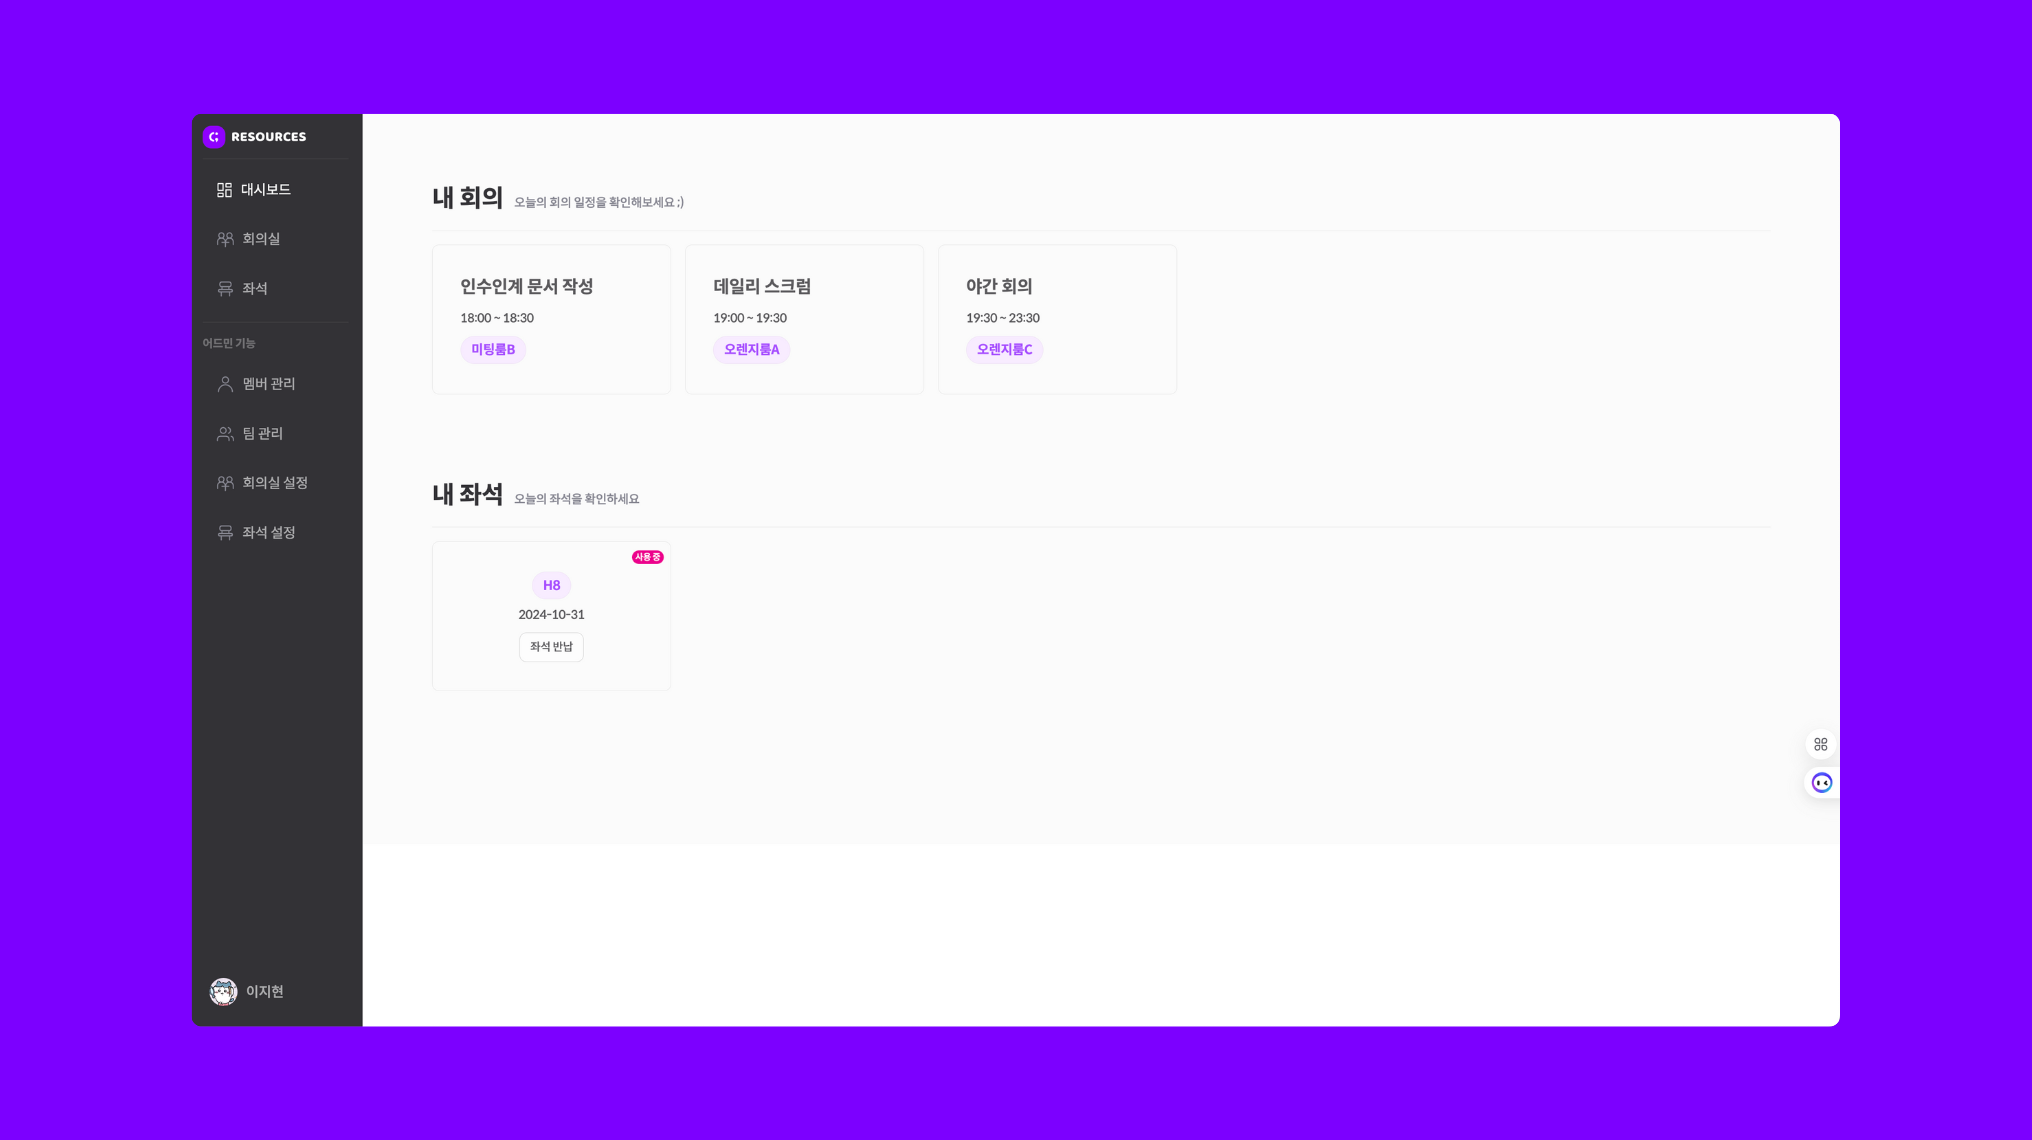 RESOURCES
대시보드
회의실
좌석
어드민 기능
멤버 관리
팀 관리
회의실 설정
좌석 설정
이지현
내 회의 오늘의 회의 일정을 확인해보세요 ;)
인수인계 문서 작성
18:00 ~ 18:30
미팅룸B
데일리 스크럼
19:00 ~ 19:30
오렌지룸A
야간 회의
19:30 ~ 23:30
오렌지룸C
내 좌석 오늘의 좌석을 확인하세요
사용 중
H8
2024-10-31
좌석 반납